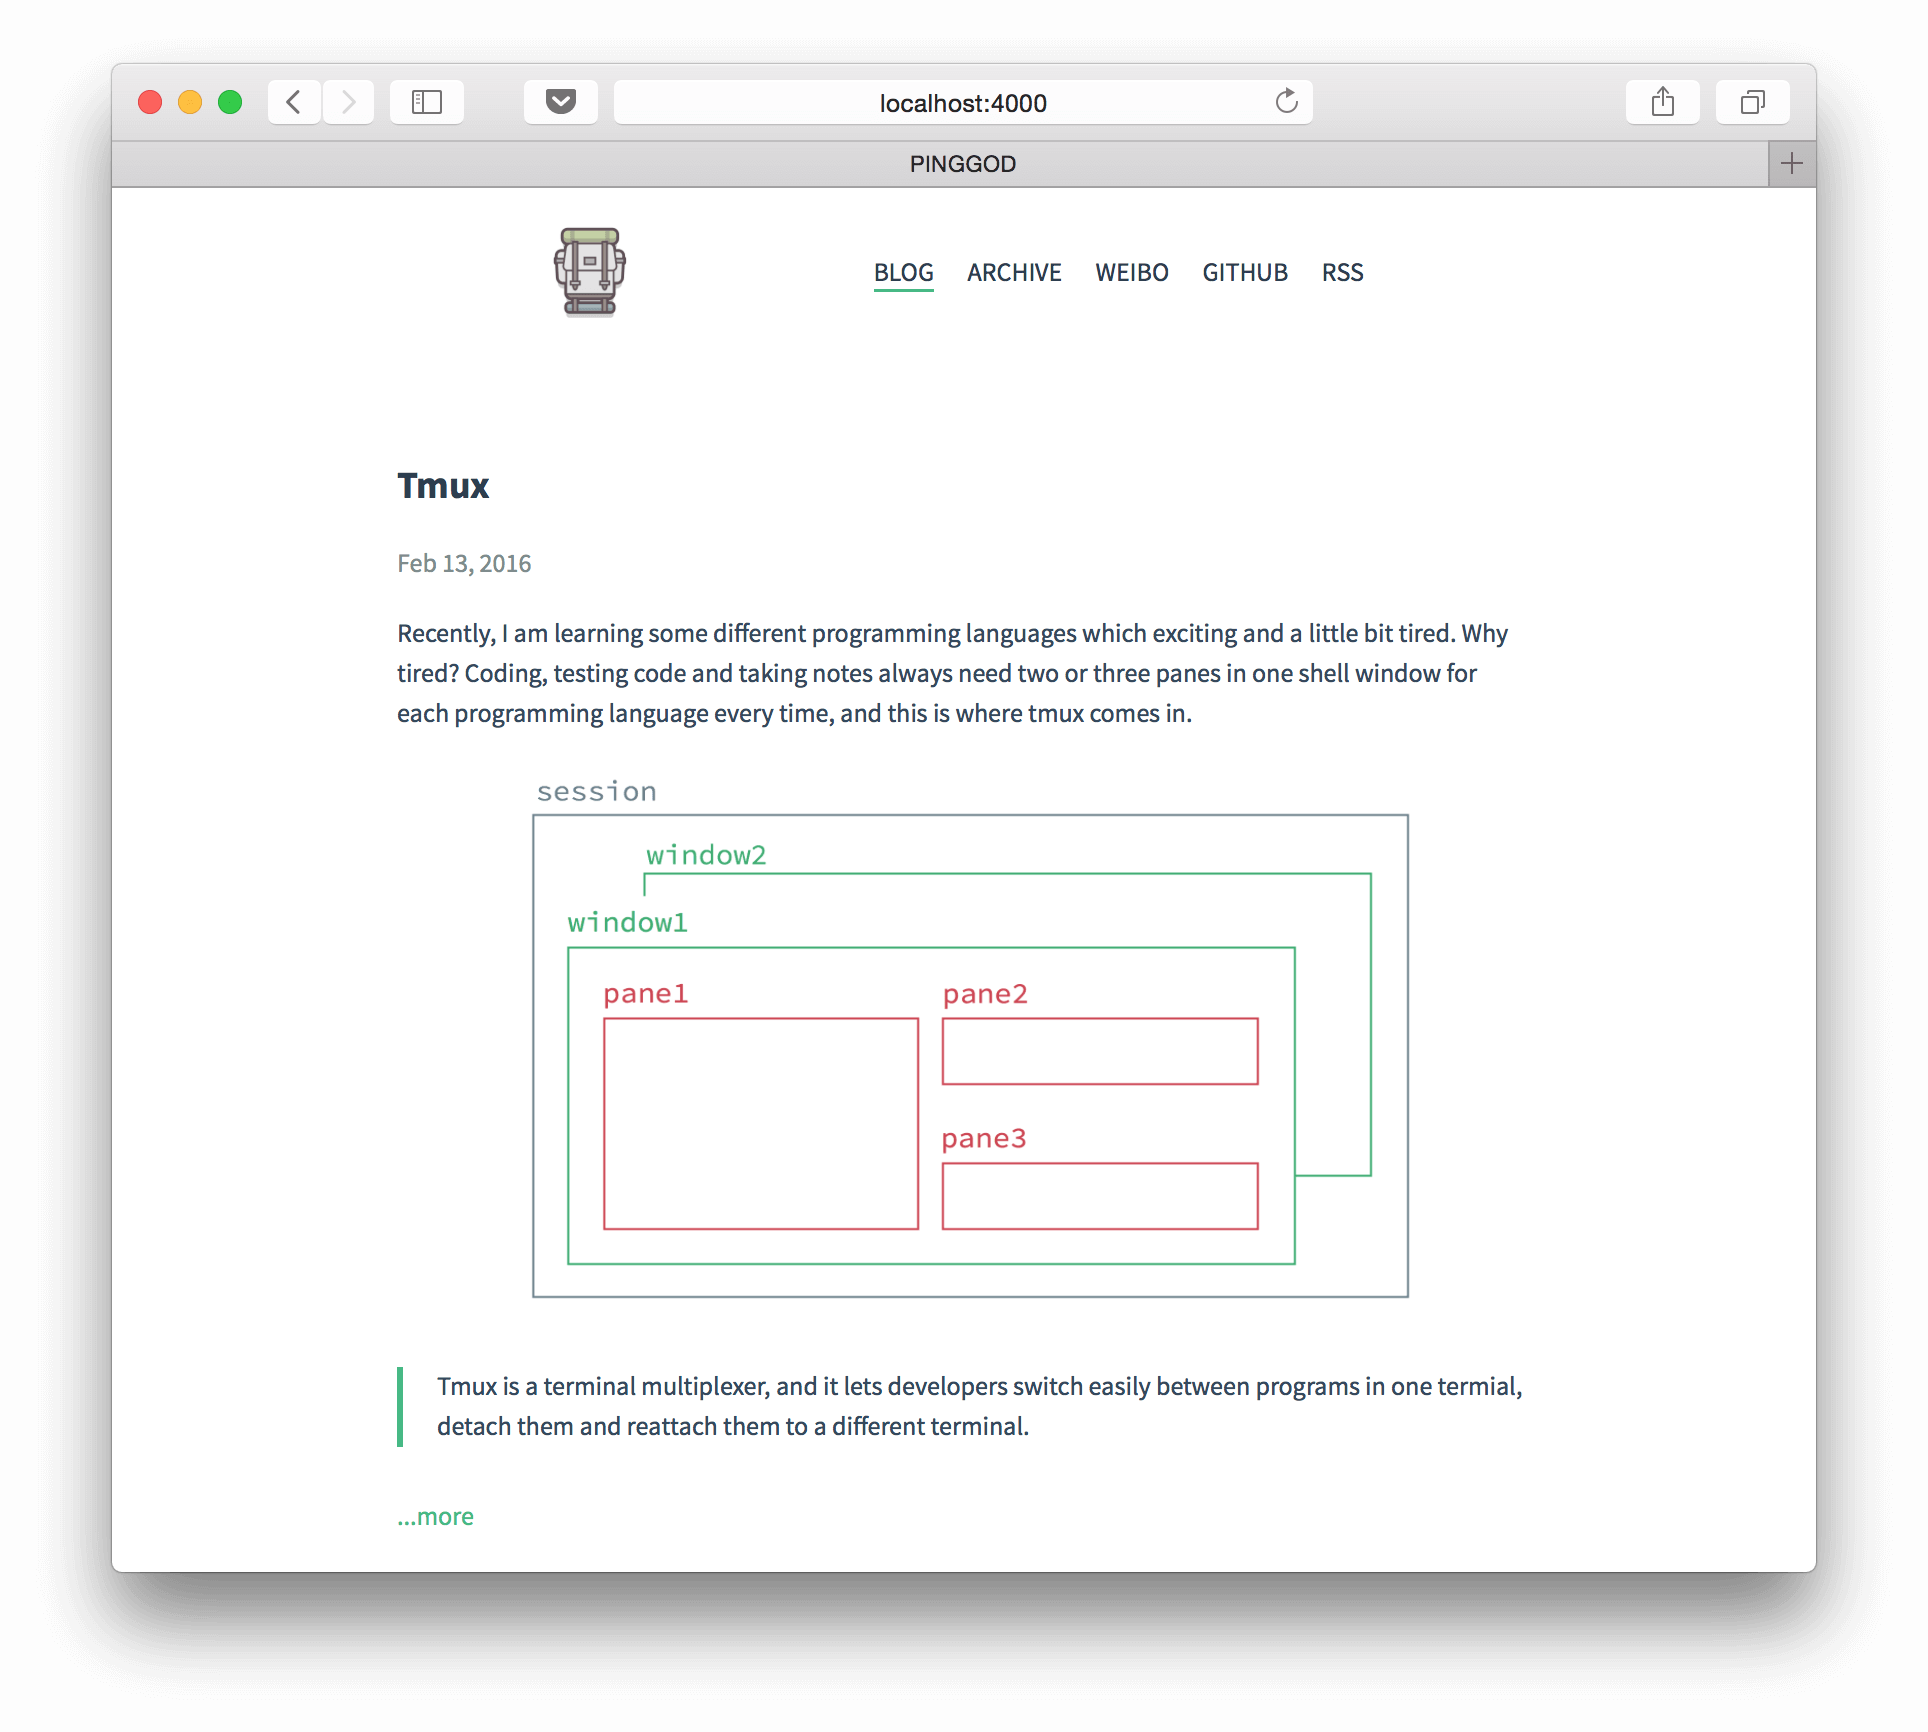 localhost:4000
PINGGOD
BLOG ARCHIVE WEIBO GITHUB RSS
Tmux
Feb 13, 2016
Recently, I am learning some different programming languages which exciting and a little bit tired. Why
tired? Coding, testing code and taking notes always need two or three panes in one shell window for
each programming language every time, and this is where tmux comes in.
session
window2
window1
pane1 pane2
pane3
Tmux is a terminal multiplexer, and it lets developers switch easily between programs in one termial,
detach them and reattach them to a different terminal.
...more